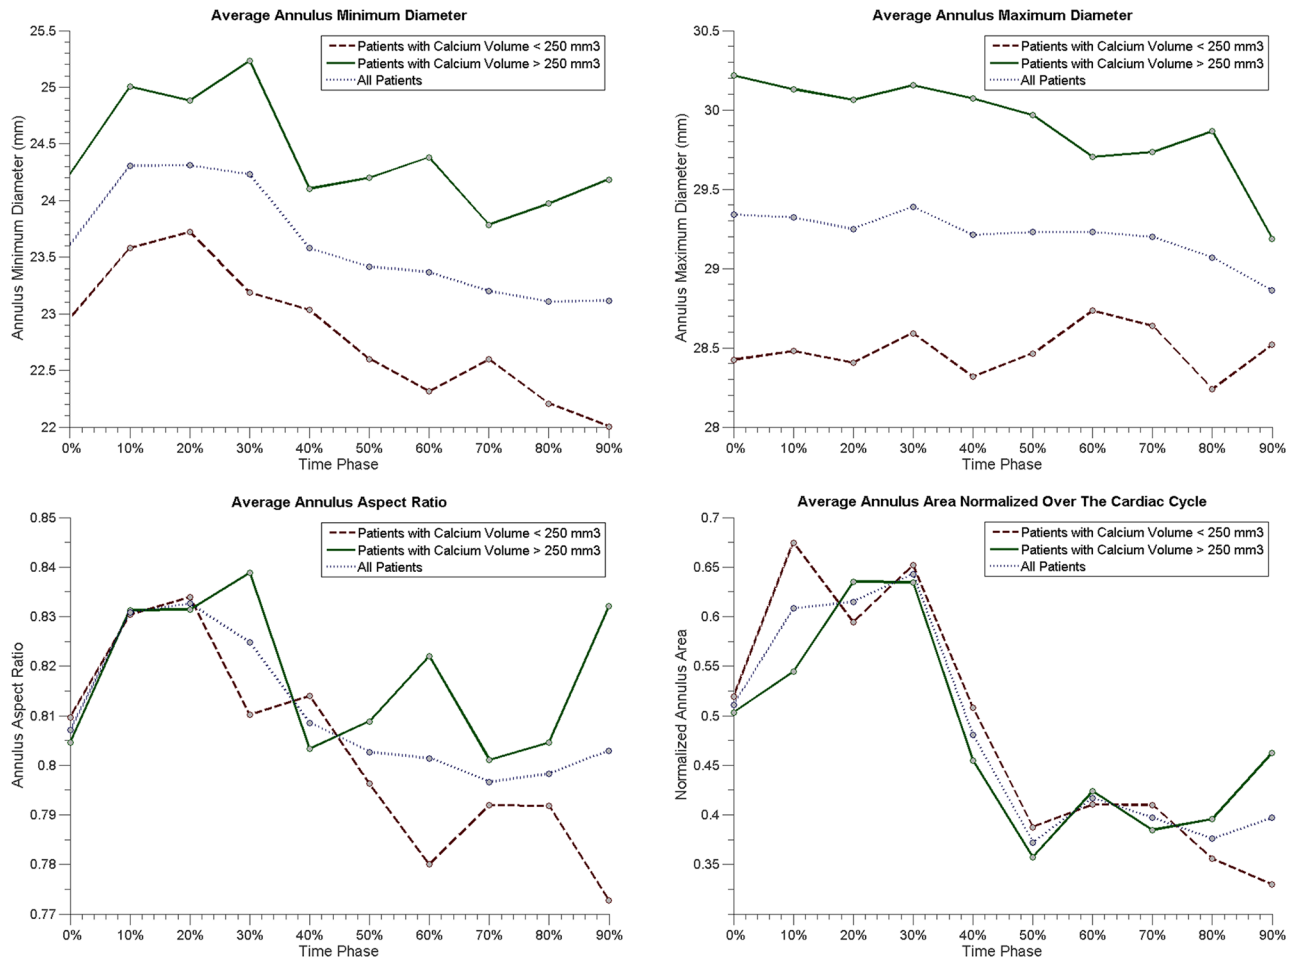 Average Annulus Minimum Diameter
25.5
25
24.5
24
23.5
23
22.5
22
Annulus Minimum Diameter (mm)
Patients with Calcium Volume < 250 mm3
Patients with Calcium Volume > 250 mm3
All Patients
0% 10% 20% 30% 40% 50% 60% 70% 80% 90%
Time Phase
Average Annulus Maximum Diameter
30.5
30
29.5
29
28.5
28
Annulus Maximum Diameter (mm)
Patients with Calcium Volume < 250 mm3
Patients with Calcium Volume > 250 mm3
All Patients
0% 10% 20% 30% 40% 50% 60% 70% 80% 90%
Time Phase
Average Annulus Aspect Ratio
0.85
0.84
0.83
0.82
0.81
0.8
0.79
0.78
0.77
Annulus Aspect Ratio
Patients with Calcium Volume < 250 mm3
Patients with Calcium Volume > 250 mm3
All Patients
0% 10% 20% 30% 40% 50% 60% 70% 80% 90%
Time Phase
Average Annulus Area Normalized Over The Cardiac Cycle
0.7
0.65
0.6
0.55
0.5
0.45
0.4
0.35
Normalized Annulus Area
Patients with Calcium Volume < 250 mm3
Patients with Calcium Volume > 250 mm3
All Patients
0% 10% 20% 30% 40% 50% 60% 70% 80% 90%
Time Phase